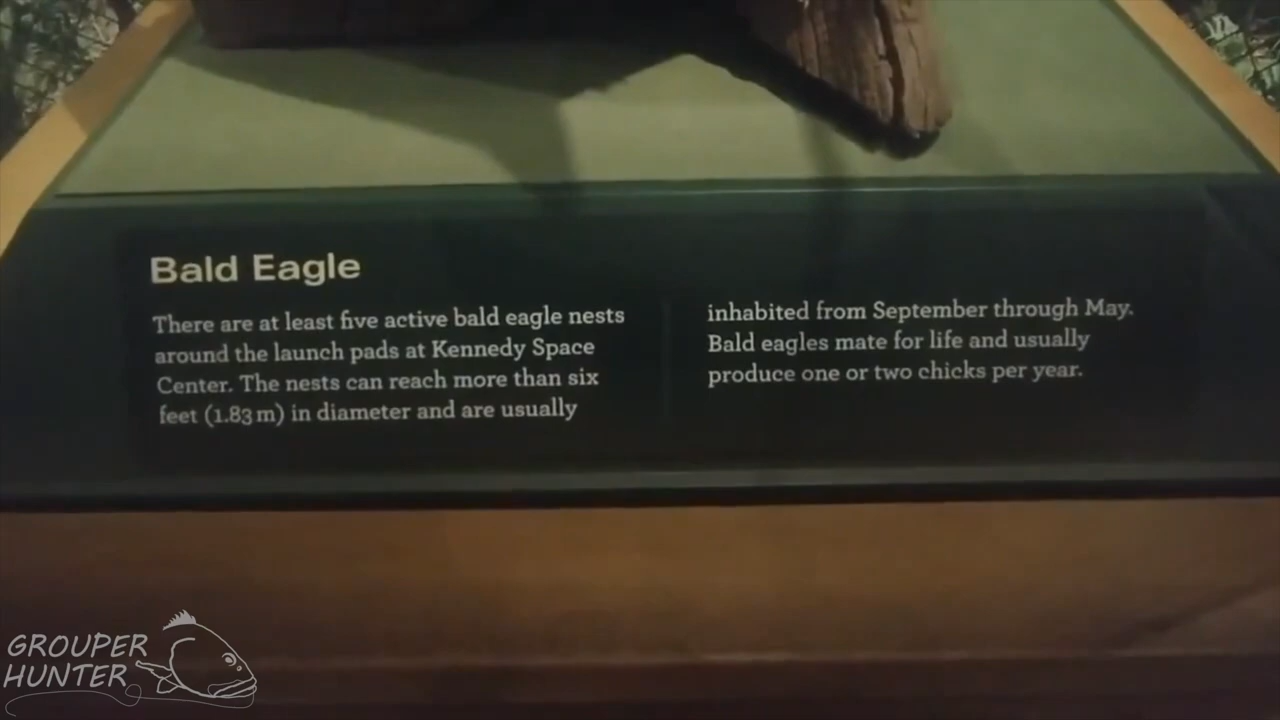 Bald Eagle
There are at least five active bald eagle nests
around the launch pads at Kennedy Space
Center. The nests can reach more than six
feet (1.83 m) in diameter and are usually
inhabited from September through May.
Bald eagles mate for life and usually
produce one or two chicks per year.
GROUPER
HUNTER